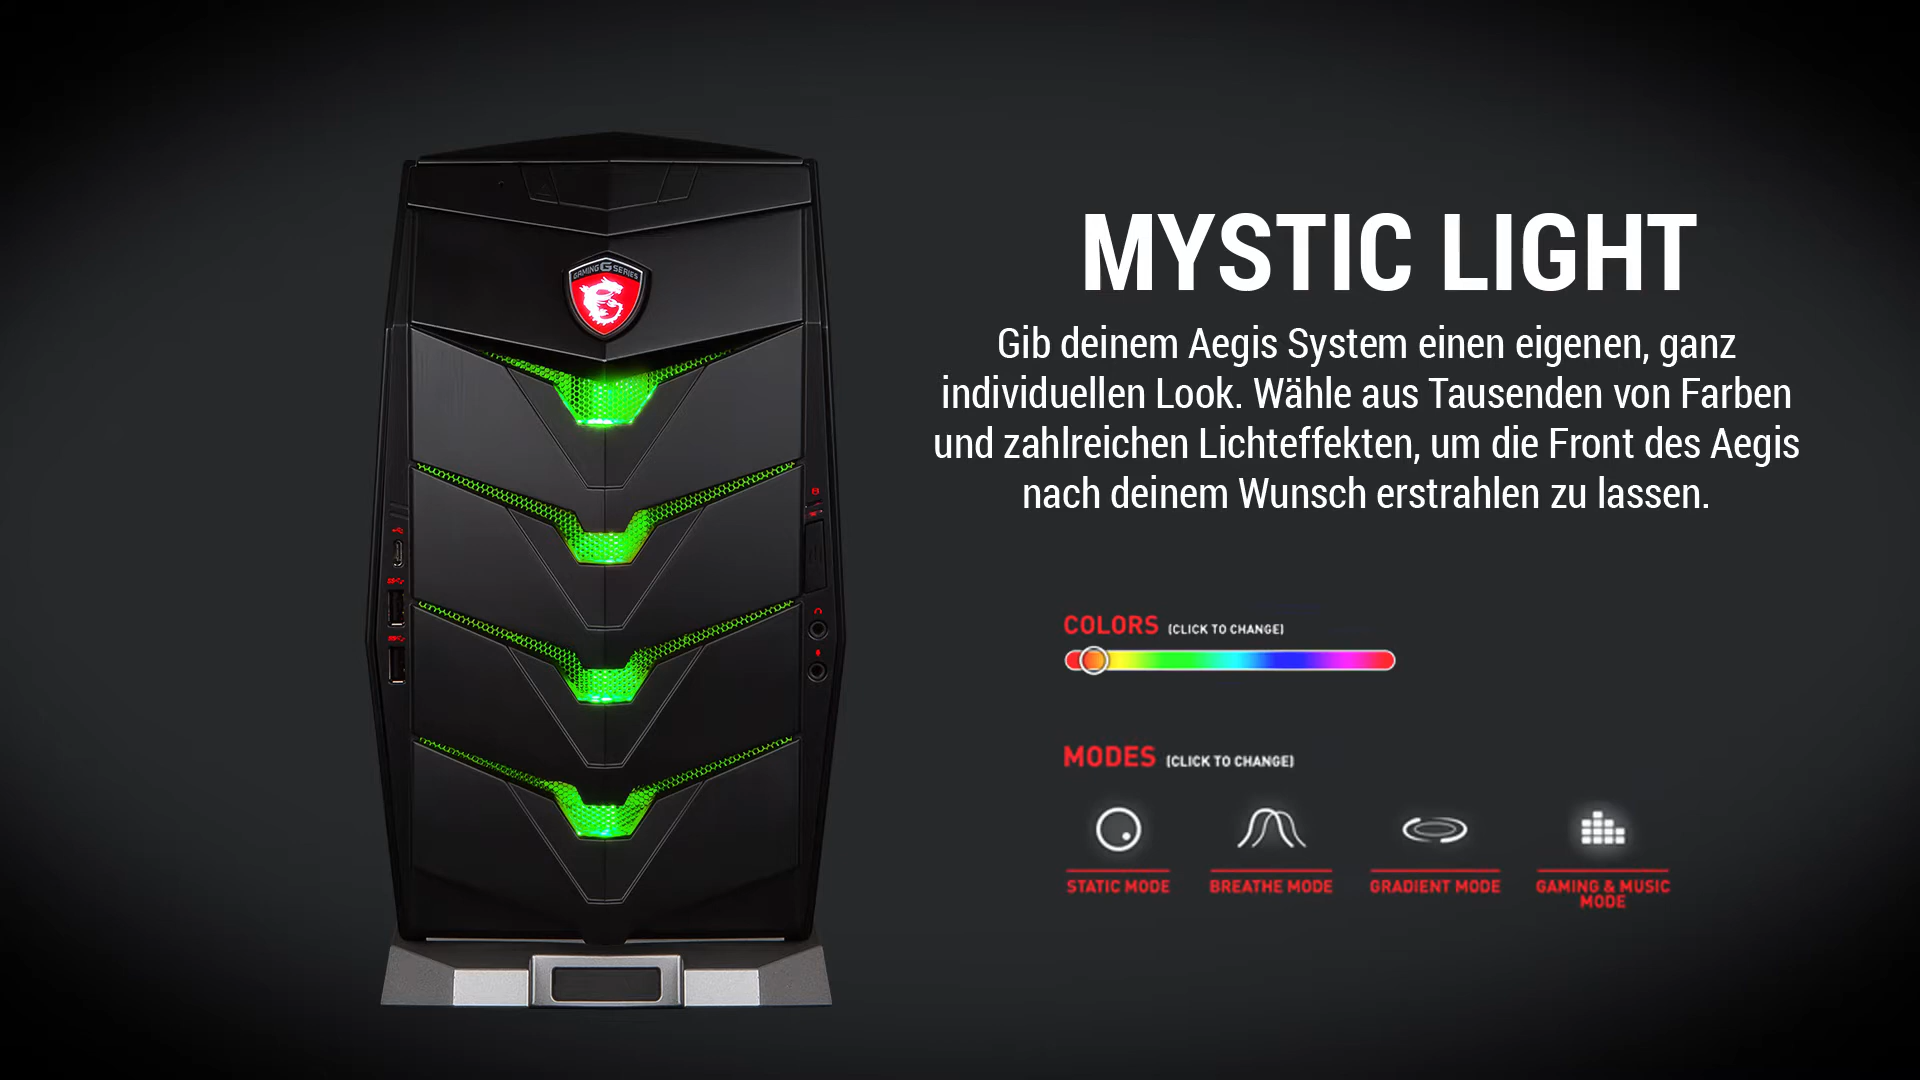 GAMING G SERIES
MYSTIC LIGHT
Gib deinem Aegis System einen eigenen, ganz
individuellen Look. Wähle aus Tausenden von Farben
und zahlreichen Lichteffekten, um die Front des Aegis
nach deinem Wunsch erstrahlen zu lassen.
COLORS (CLICK TO CHANGE)
MODES (CLICK TO CHANGE)
STATIC MODE
BREATHE MODE
GRADIENT MODE
GAMING & MUSIC
MODE